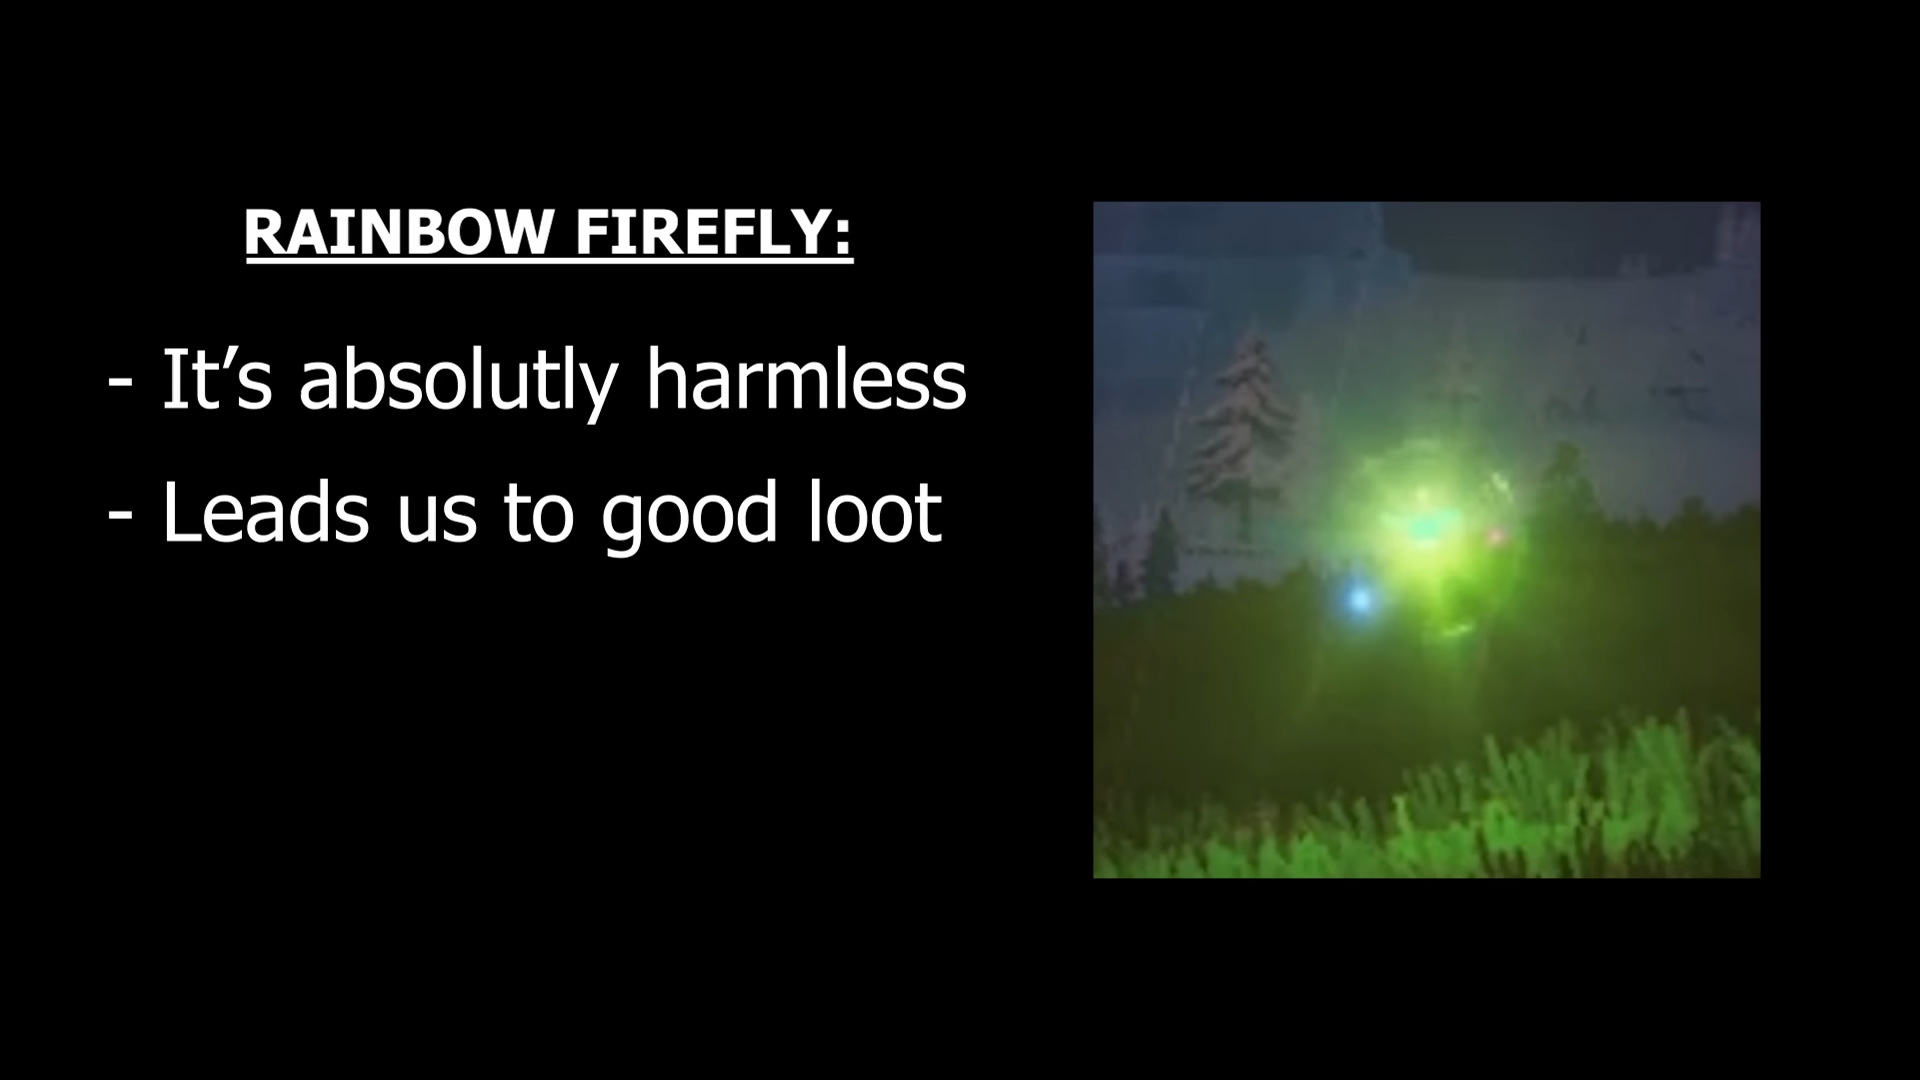 RAINBOW FIREFLY:
- It’s absolutly harmless
- Leads us to good loot